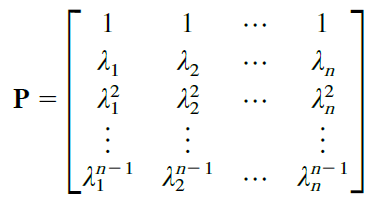 1 1 ⋯ 1
λ₁ λ₂ ⋯ λₙ
P = λ₁² λ₂² ⋯ λₙ²
⋮ ⋮ ⋮
λ₁ⁿ⁻¹ λ₂ⁿ⁻¹ ⋯ λₙⁿ⁻¹